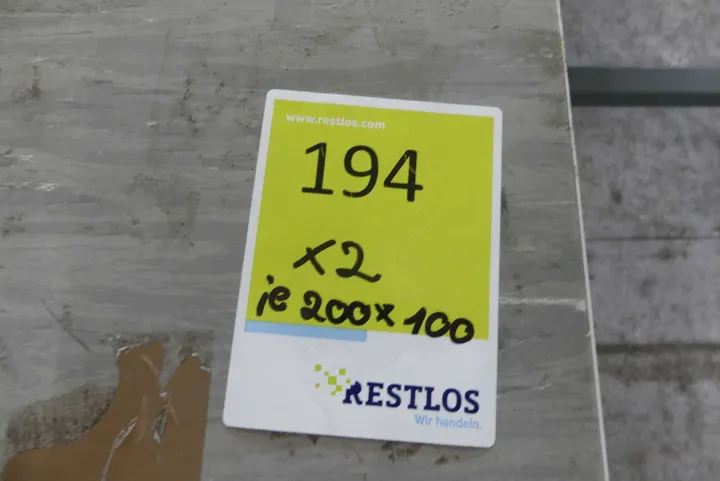 www.restlos.com
194
x2
je 200x100
RESTLOS
Wir handeln.